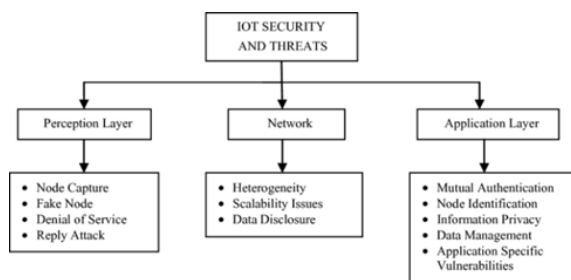 IOT SECURITY
AND THREATS
Perception Layer
Network
Application Layer
• Node Capture
• Fake Node
• Denial of Service
• Reply Attack
• Heterogeneity
• Scalability Issues
• Data Disclosure
• Mutual Authentication
• Node Identification
• Information Privacy
• Data Management
• Application Specific
Vulnerabilities